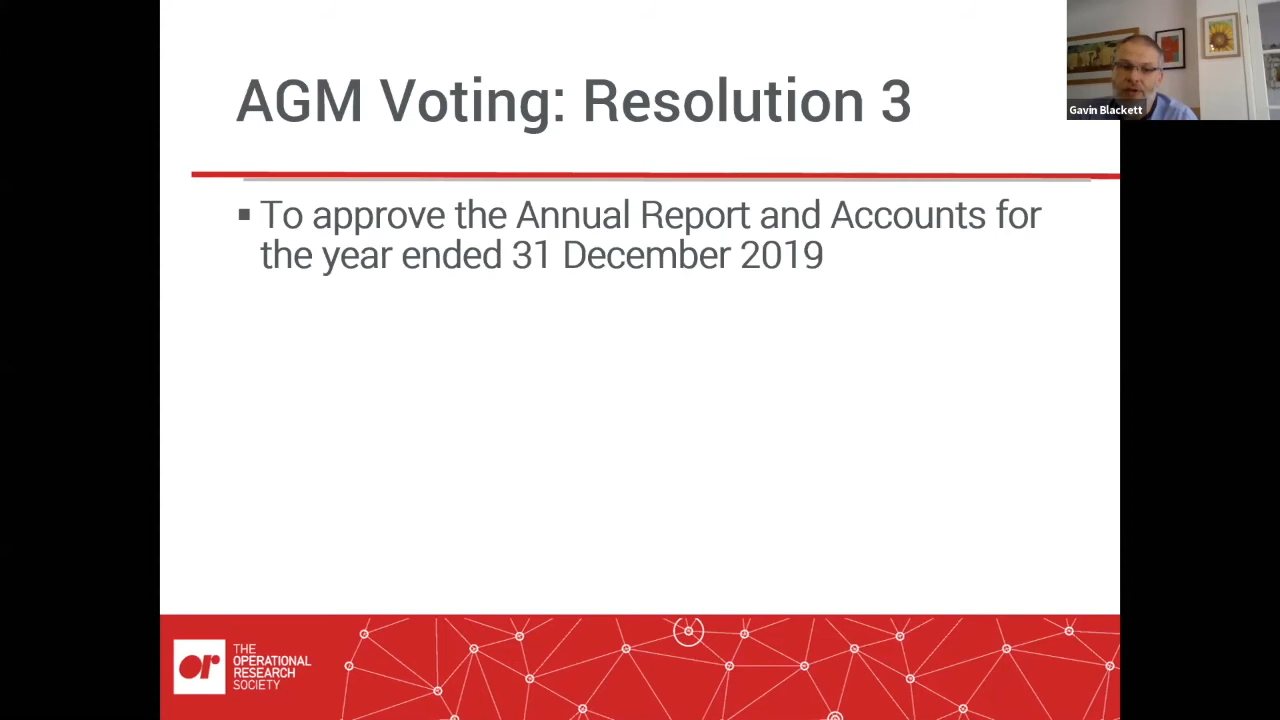 AGM Voting: Resolution 3
Gavin Blackett
▪ To approve the Annual Report and Accounts for
the year ended 31 December 2019
or
THE
OPERATIONAL
RESEARCH
SOCIETY